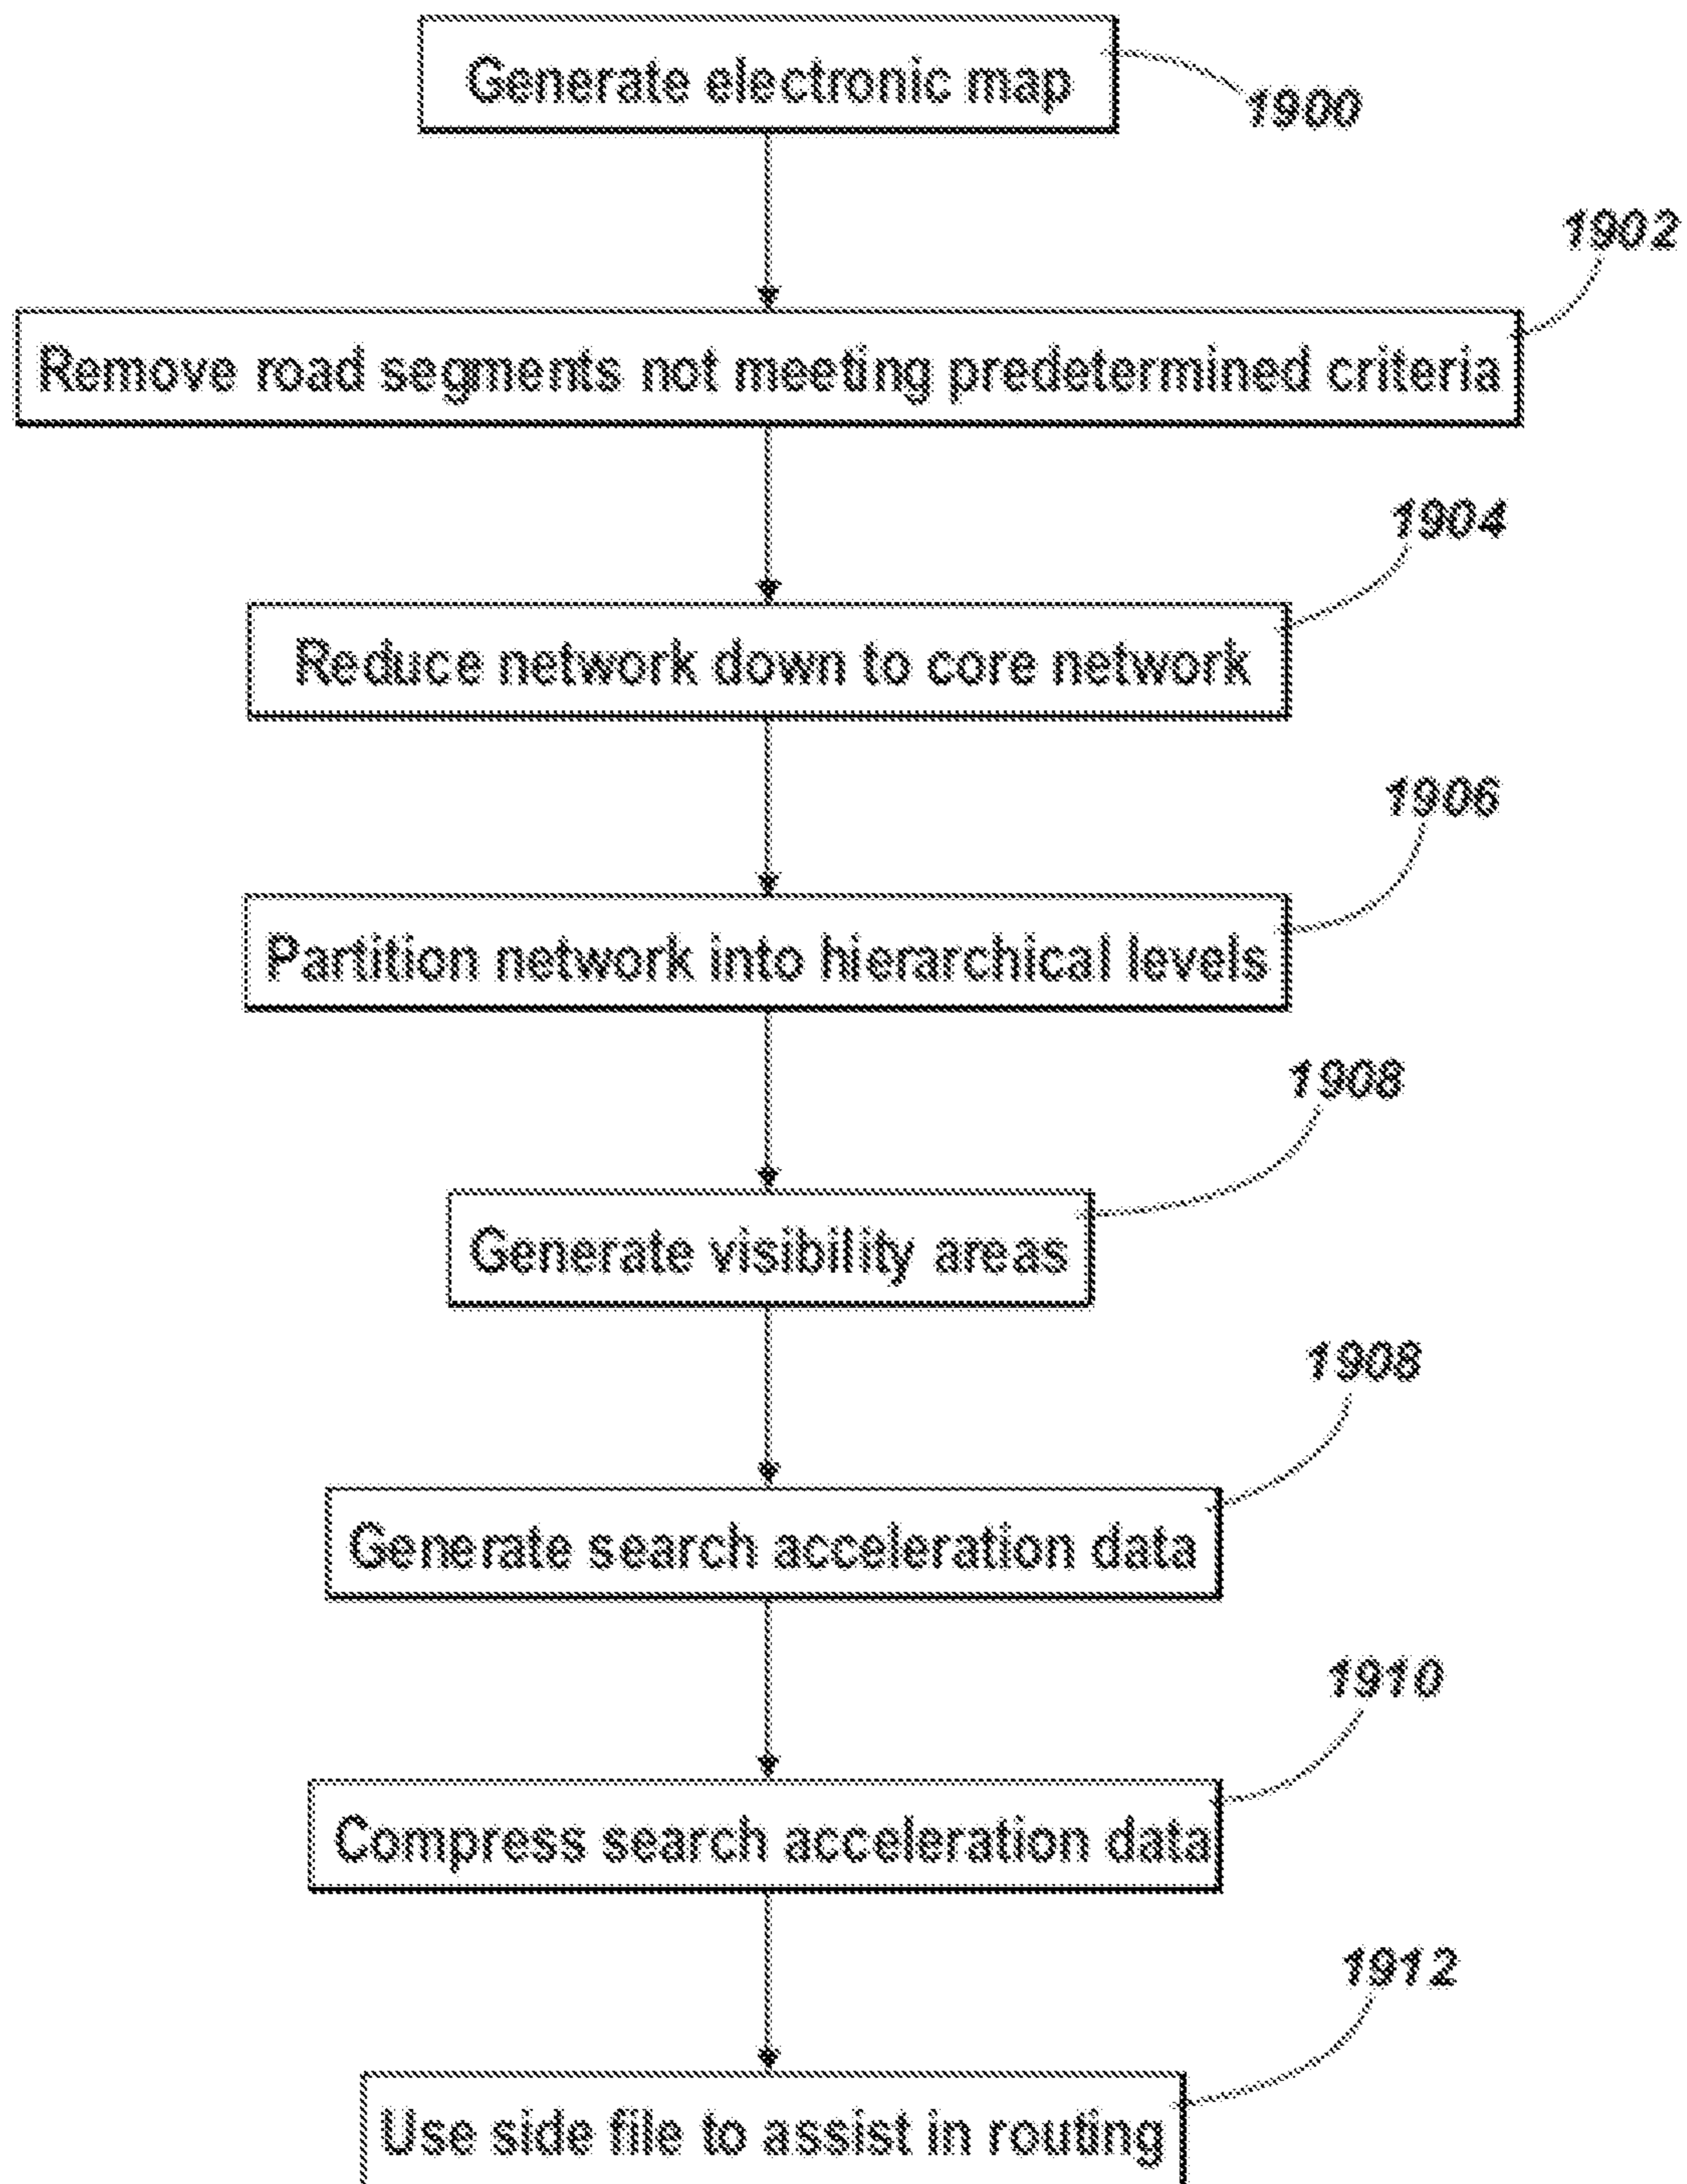 Generate electronic map
1900
1902
Remove road segments not meeting predetermined criteria
1904
Reduce network down to core network
1906
Partition network into hierarchical levels
1908
Generate visibility areas
1908
Generate search acceleration data
1910
Compress search acceleration data
1912
Use side file to assist in routing